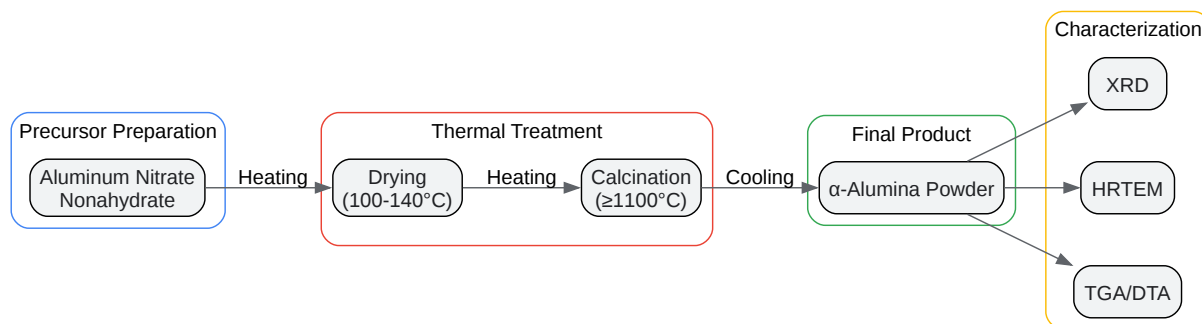 Precursor Preparation
Aluminum Nitrate
Nonahydrate
Heating
Thermal Treatment
Drying
(100-140°C)
Heating
Calcination
(≥1100°C)
Cooling
Final Product
α-Alumina Powder
Characterization
XRD
HRTEM
TGA/DTA